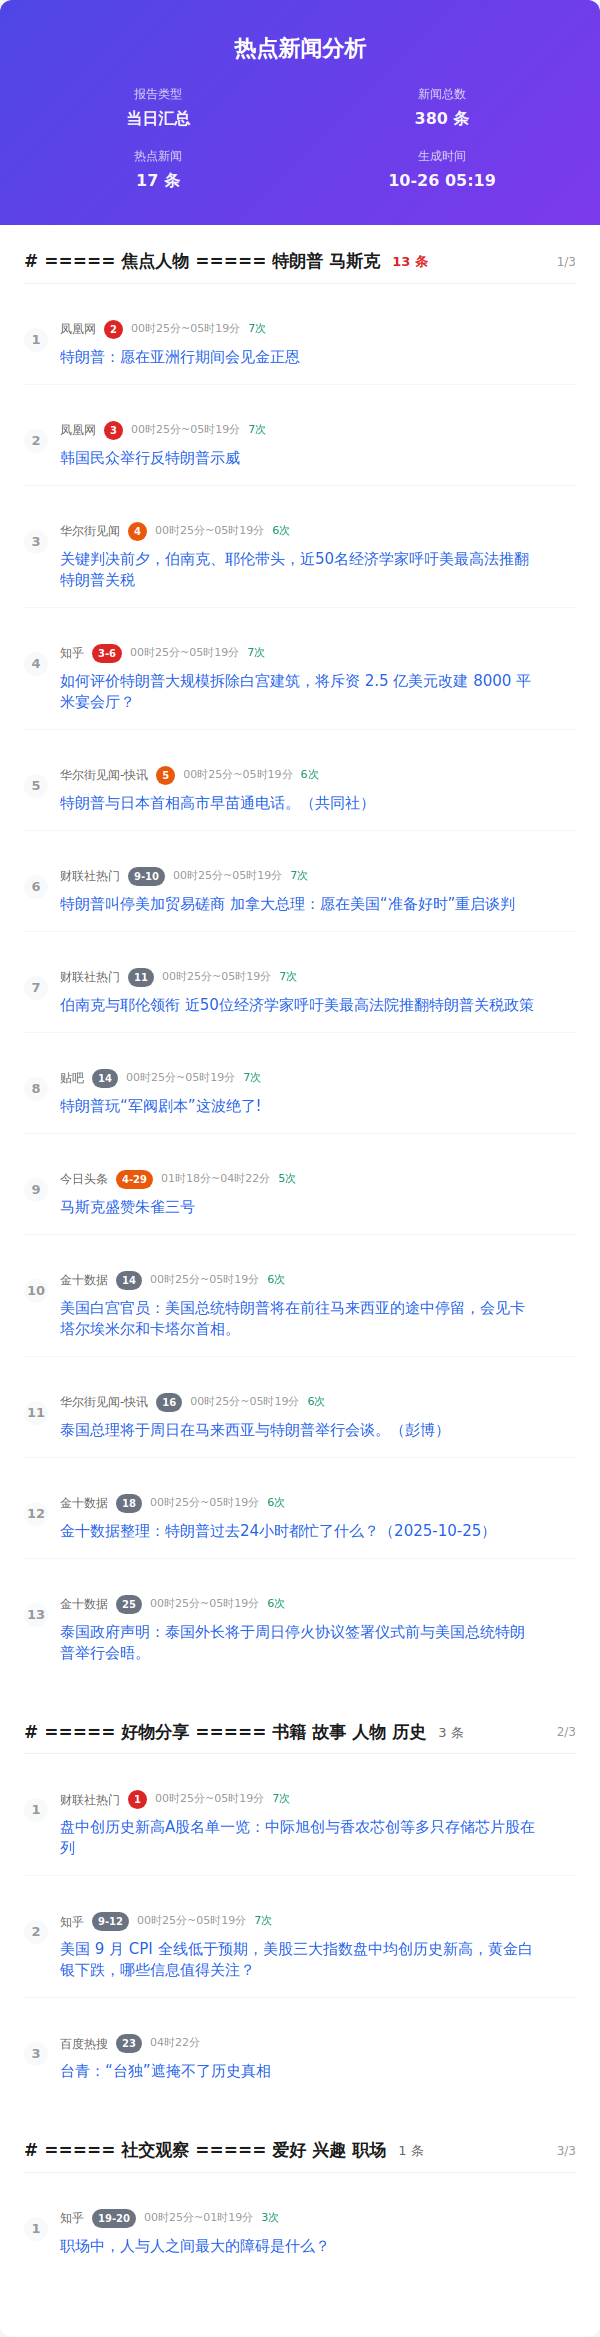 热点新闻分析
报告类型
当日汇总
新闻总数
380 条
热点新闻
17 条
生成时间
10-26 05:19
# ===== 焦点人物 ===== 特朗普 马斯克 13 条 1/3
1
凤凰网 2 00时25分~05时19分 7次
特朗普：愿在亚洲行期间会见金正恩
2
凤凰网 3 00时25分~05时19分 7次
韩国民众举行反特朗普示威
3
华尔街见闻 4 00时25分~05时19分 6次
关键判决前夕，伯南克、耶伦带头，近50名经济学家呼吁美最高法推翻
特朗普关税
4
知乎 3-6 00时25分~05时19分 7次
如何评价特朗普大规模拆除白宫建筑，将斥资 2.5 亿美元改建 8000 平
米宴会厅？
5
华尔街见闻-快讯 5 00时25分~05时19分 6次
特朗普与日本首相高市早苗通电话。（共同社）
6
财联社热门 9-10 00时25分~05时19分 7次
特朗普叫停美加贸易磋商 加拿大总理：愿在美国“准备好时”重启谈判
7
财联社热门 11 00时25分~05时19分 7次
伯南克与耶伦领衔 近50位经济学家呼吁美国最高法院推翻特朗普关税政策
8
贴吧 14 00时25分~05时19分 7次
特朗普玩“军阀剧本”这波绝了!
9
今日头条 4-29 01时18分~04时22分 5次
马斯克盛赞朱雀三号
10
金十数据 14 00时25分~05时19分 6次
美国白宫官员：美国总统特朗普将在前往马来西亚的途中停留，会见卡
塔尔埃米尔和卡塔尔首相。
11
华尔街见闻-快讯 16 00时25分~05时19分 6次
泰国总理将于周日在马来西亚与特朗普举行会谈。（彭博）
12
金十数据 18 00时25分~05时19分 6次
金十数据整理：特朗普过去24小时都忙了什么？（2025-10-25）
13
金十数据 25 00时25分~05时19分 6次
泰国政府声明：泰国外长将于周日停火协议签署仪式前与美国总统特朗
普举行会晤。
# ===== 好物分享 ===== 书籍 故事 人物 历史 3 条 2/3
1
财联社热门 1 00时25分~05时19分 7次
盘中创历史新高A股名单一览：中际旭创与香农芯创等多只存储芯片股在
列
2
知乎 9-12 00时25分~05时19分 7次
美国 9 月 CPI 全线低于预期，美股三大指数盘中均创历史新高，黄金白
银下跌，哪些信息值得关注？
3
百度热搜 23 04时22分
台青：“台独”遮掩不了历史真相
# ===== 社交观察 ===== 爱好 兴趣 职场 1 条 3/3
1
知乎 19-20 00时25分~01时19分 3次
职场中，人与人之间最大的障碍是什么？